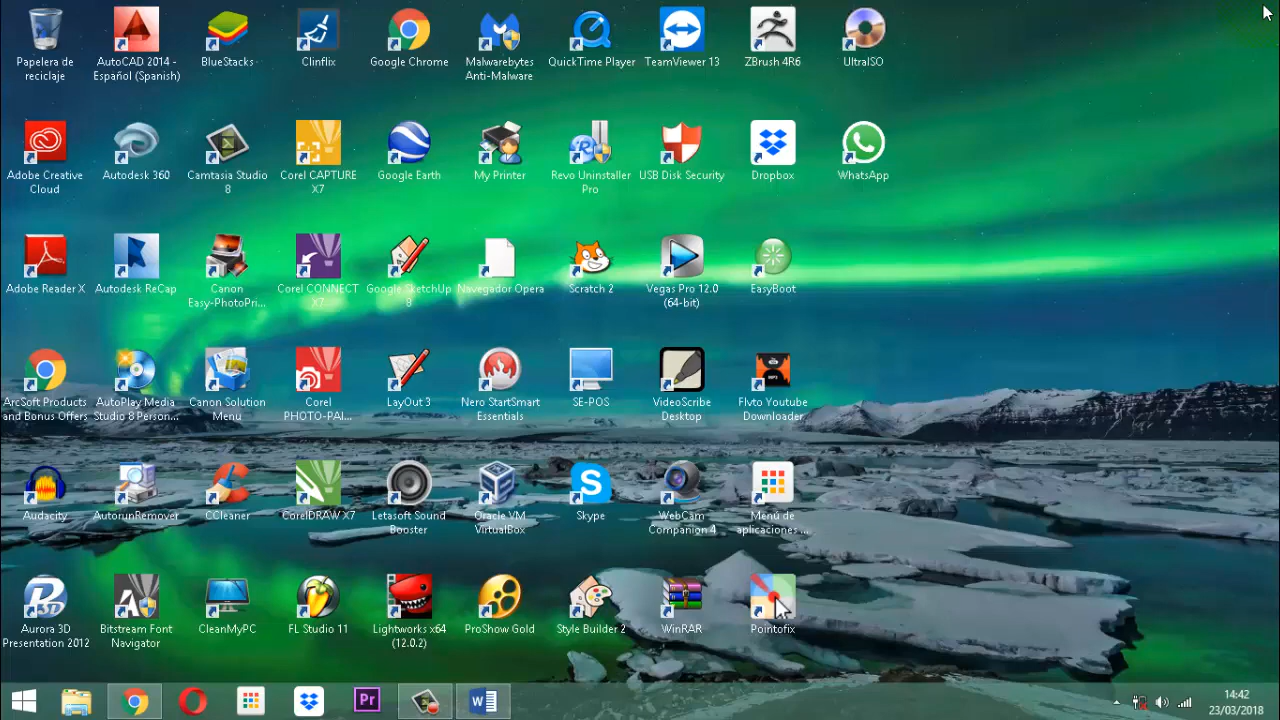 Papelera de
reciclaje
AutoCAD 2014 -
Español (Spanish)
BlueStacks
Clinflix
Google Chrome
Malwarebytes
Anti-Malware
QuickTime Player
TeamViewer 13
ZBrush 4R6
UltraISO
Adobe Creative
Cloud
Autodesk 360
Camtasia Studio
8
Corel CAPTURE
X7
Google Earth
My Printer
Revo Uninstaller
Pro
USB Disk Security
Dropbox
WhatsApp
Adobe Reader X
Autodesk ReCap
Canon
Easy-PhotoPri...
Corel CONNECT
X7
Google SketchUp
8
Navegador Opera
Scratch 2
Vegas Pro 12.0
(64-bit)
EasyBoot
ArcSoft Products
and Bonus Offers
AutoPlay Media
Studio 8 Person...
Canon Solution
Menu
Corel
PHOTO-PAI...
LayOut 3
Nero StartSmart
Essentials
SE-POS
VideoScribe
Desktop
Flvto Youtube
Downloader
Audacity
AutorunRemover
CCleaner
CorelDRAW X7
Letasoft Sound
Booster
Oracle VM
VirtualBox
Skype
WebCam
Companion 4
Menú de
aplicaciones ...
Aurora 3D
Presentation 2012
Bitstream Font
Navigator
CleanMyPC
FL Studio 11
Lightworks x64
(12.0.2)
ProShow Gold
Style Builder 2
WinRAR
Pointofix
Pr
14:42
23/03/2018